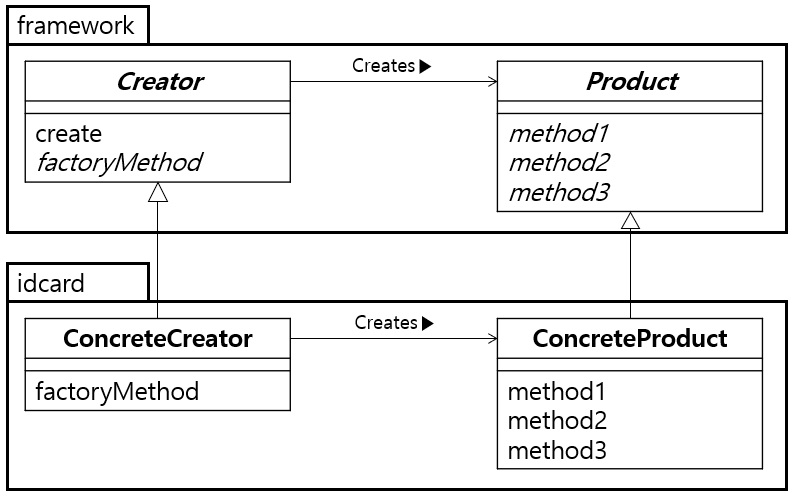 framework
Creator
Creates ▶
Product
create
factoryMethod
method1
method2
method3
idcard
ConcreteCreator
Creates ▶
ConcreteProduct
factoryMethod
method1
method2
method3